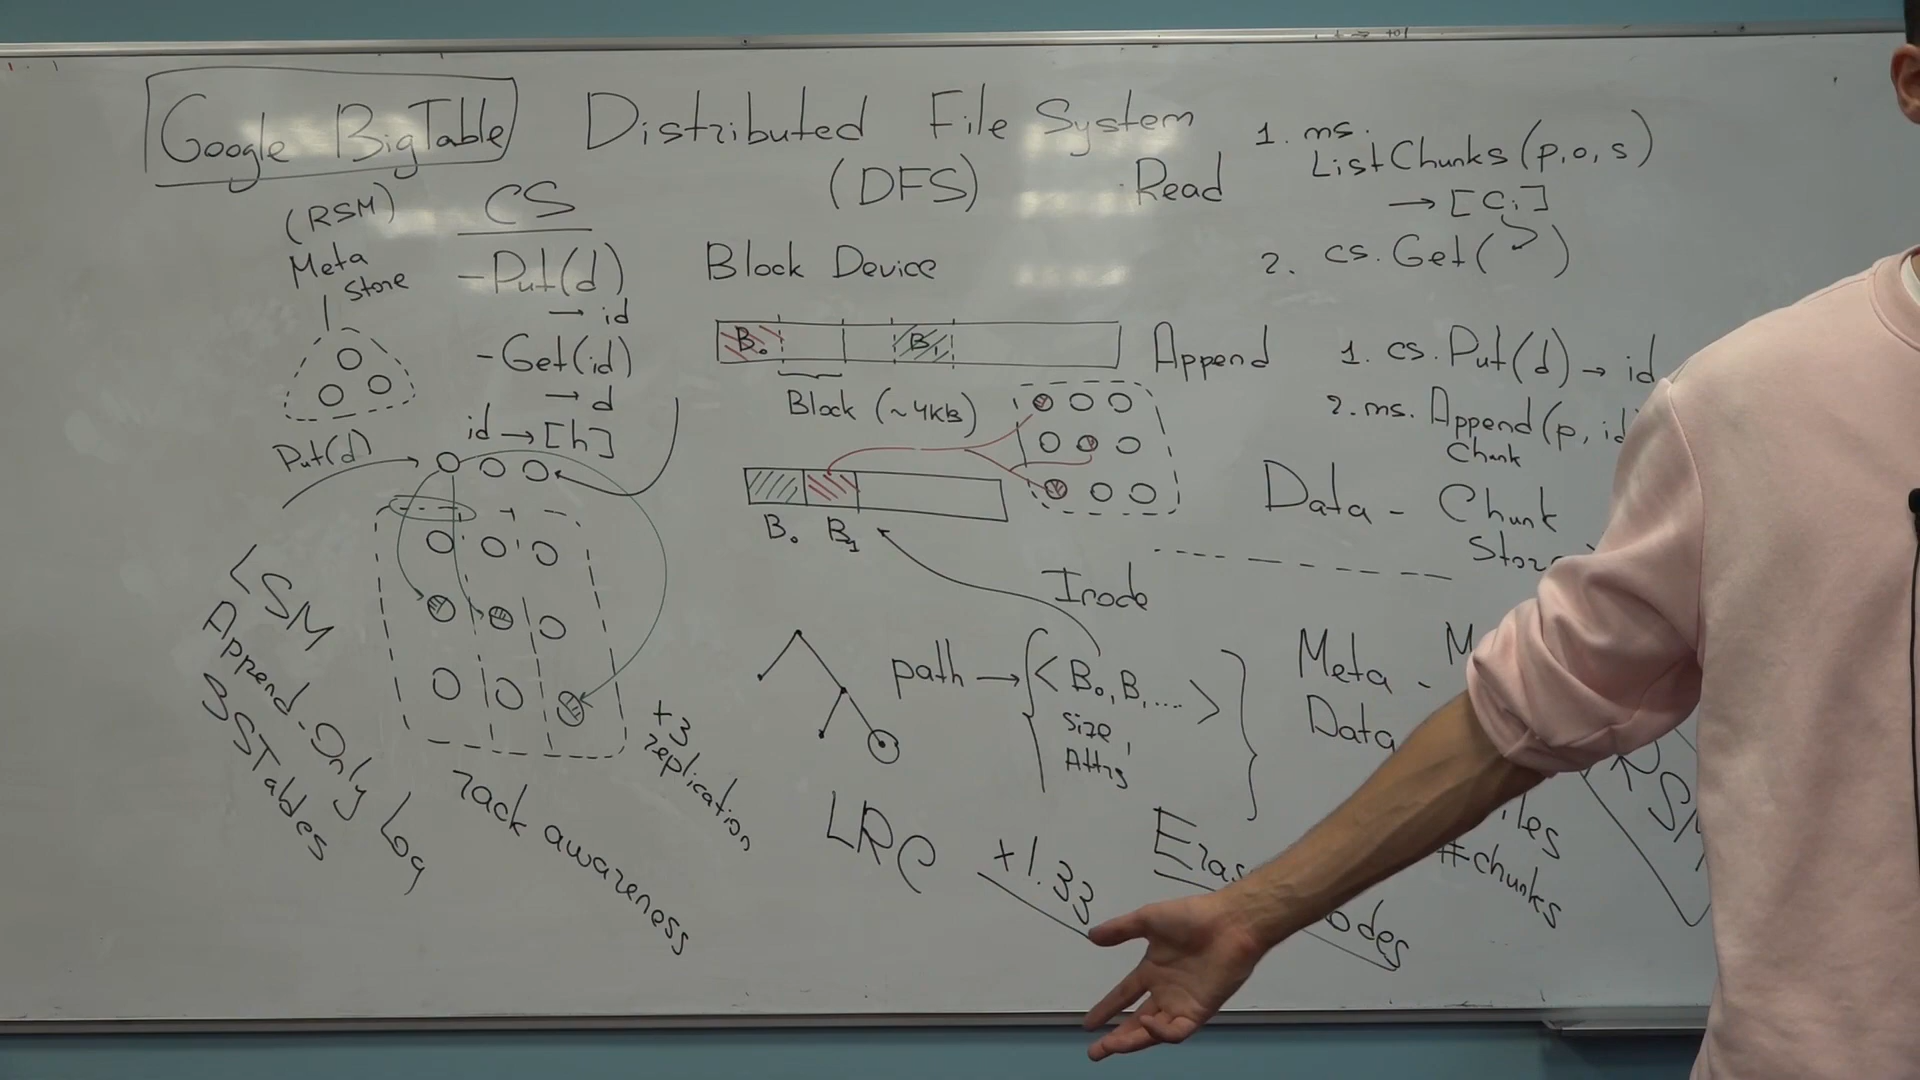 Google BigTable
Distributed File System
(DFS)
Read
1. ms.
ListChunks(p,o,s)
→ [ci]
2. cs.Get( )
(RSM)
Meta
Store
CS
-Put(d)
→ id
-Get(id)
→ d
id → [h]
Put(d)
Block Device
B0
B1
Block (~4KB)
B0 B1
Append
1. cs.Put(d) → id
2. ms. Append(p, id
Chunk
Data - Chunk
Inode
path → < B0, B1, ... >
Size,
Attrs
Meta -
Data
#chunks
LSM
Append-Only Log
SSTables
rack awareness
+3
replication
LRC
+1.33